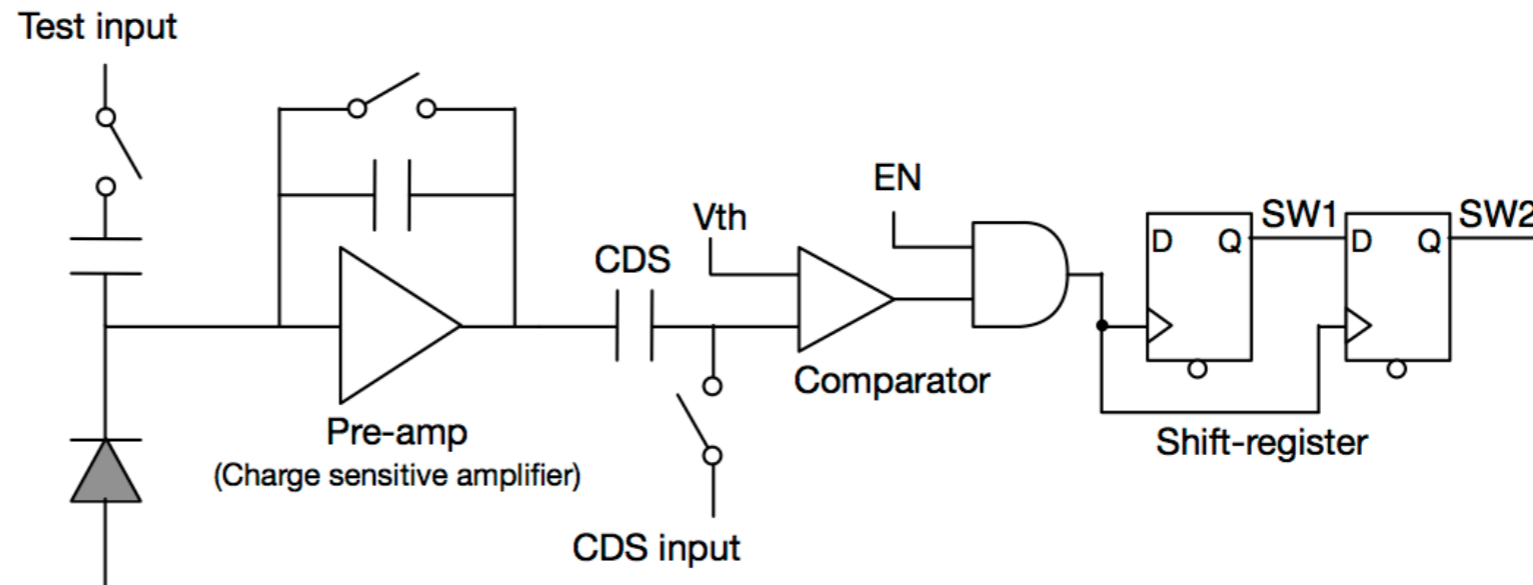 Test input
EN
Vth
SW1
SW2
D
Q
D
Q
CDS
Comparator
Pre-amp
(Charge sensitive amplifier)
Shift-register
CDS input